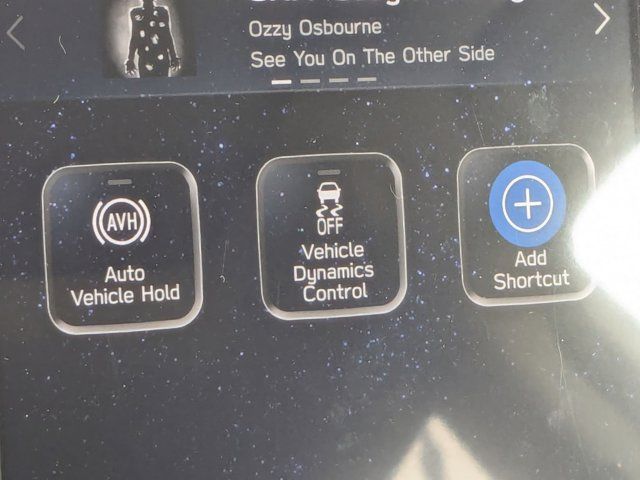 Ozzy Osbourne
See You On The Other Side
AVH
Auto
Vehicle Hold
OFF
Vehicle
Dynamics
Control
Add
Shortcut